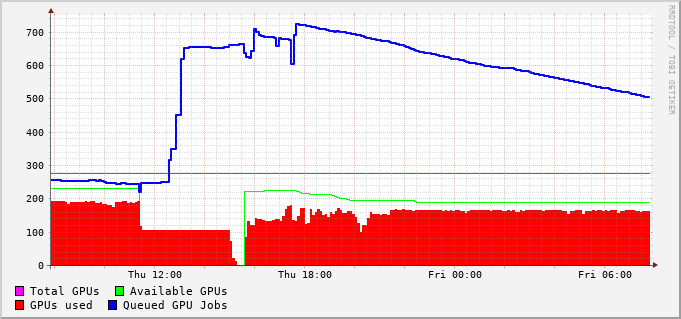 700
600
500
400
300
200
100
0
Thu 12:00 Thu 18:00 Fri 00:00 Fri 06:00
Total GPUs Available GPUs
GPUs used Queued GPU Jobs
RRDTOOL / TOBI OETIKER